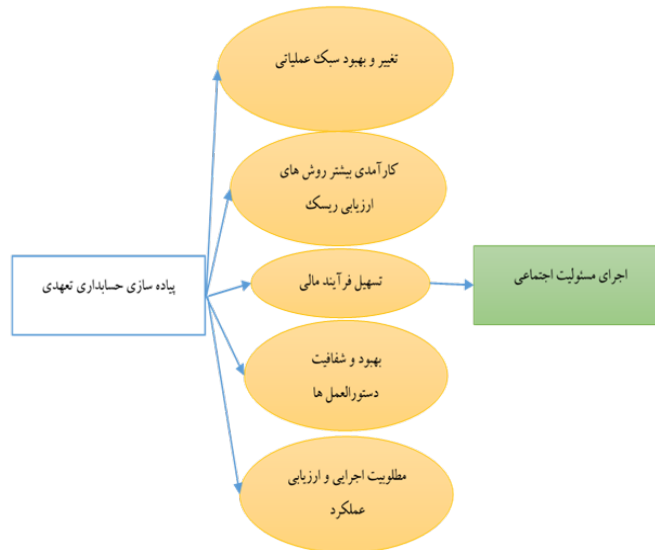 تغییر و بهبود سبک عملیاتی
کارآمدی بیشتر روش های
ارزیابی ریسک
پیاده سازی حسابداری تعهدی
تسهیل فرآیند مالی
اجرای مسئولیت اجتماعی
بهبود و شفافیت
دستورالعمل ها
مطلوبیت اجرایی و ارزیابی
عملکرد